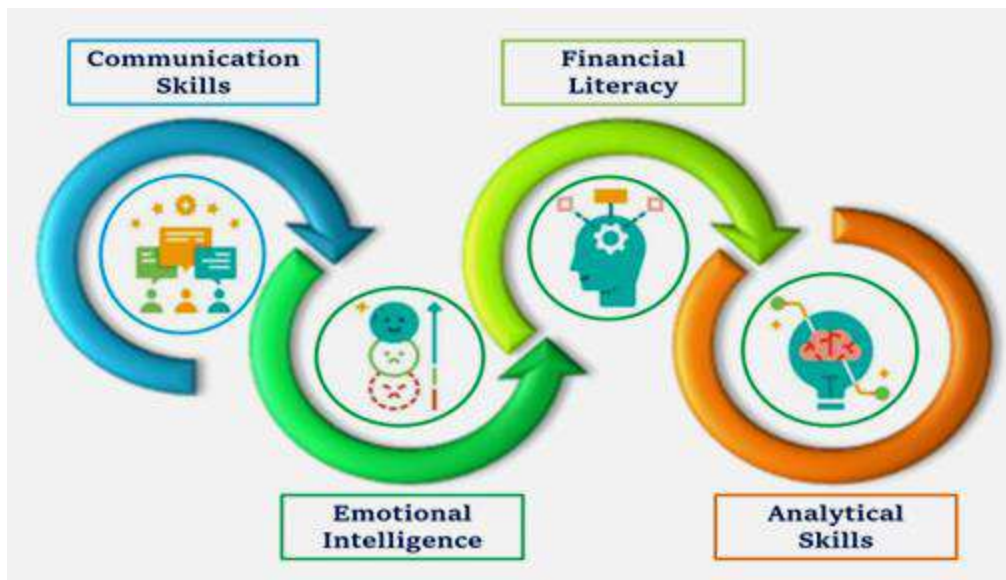 Communication
Skills
Financial
Literacy
Emotional
Intelligence
Analytical
Skills